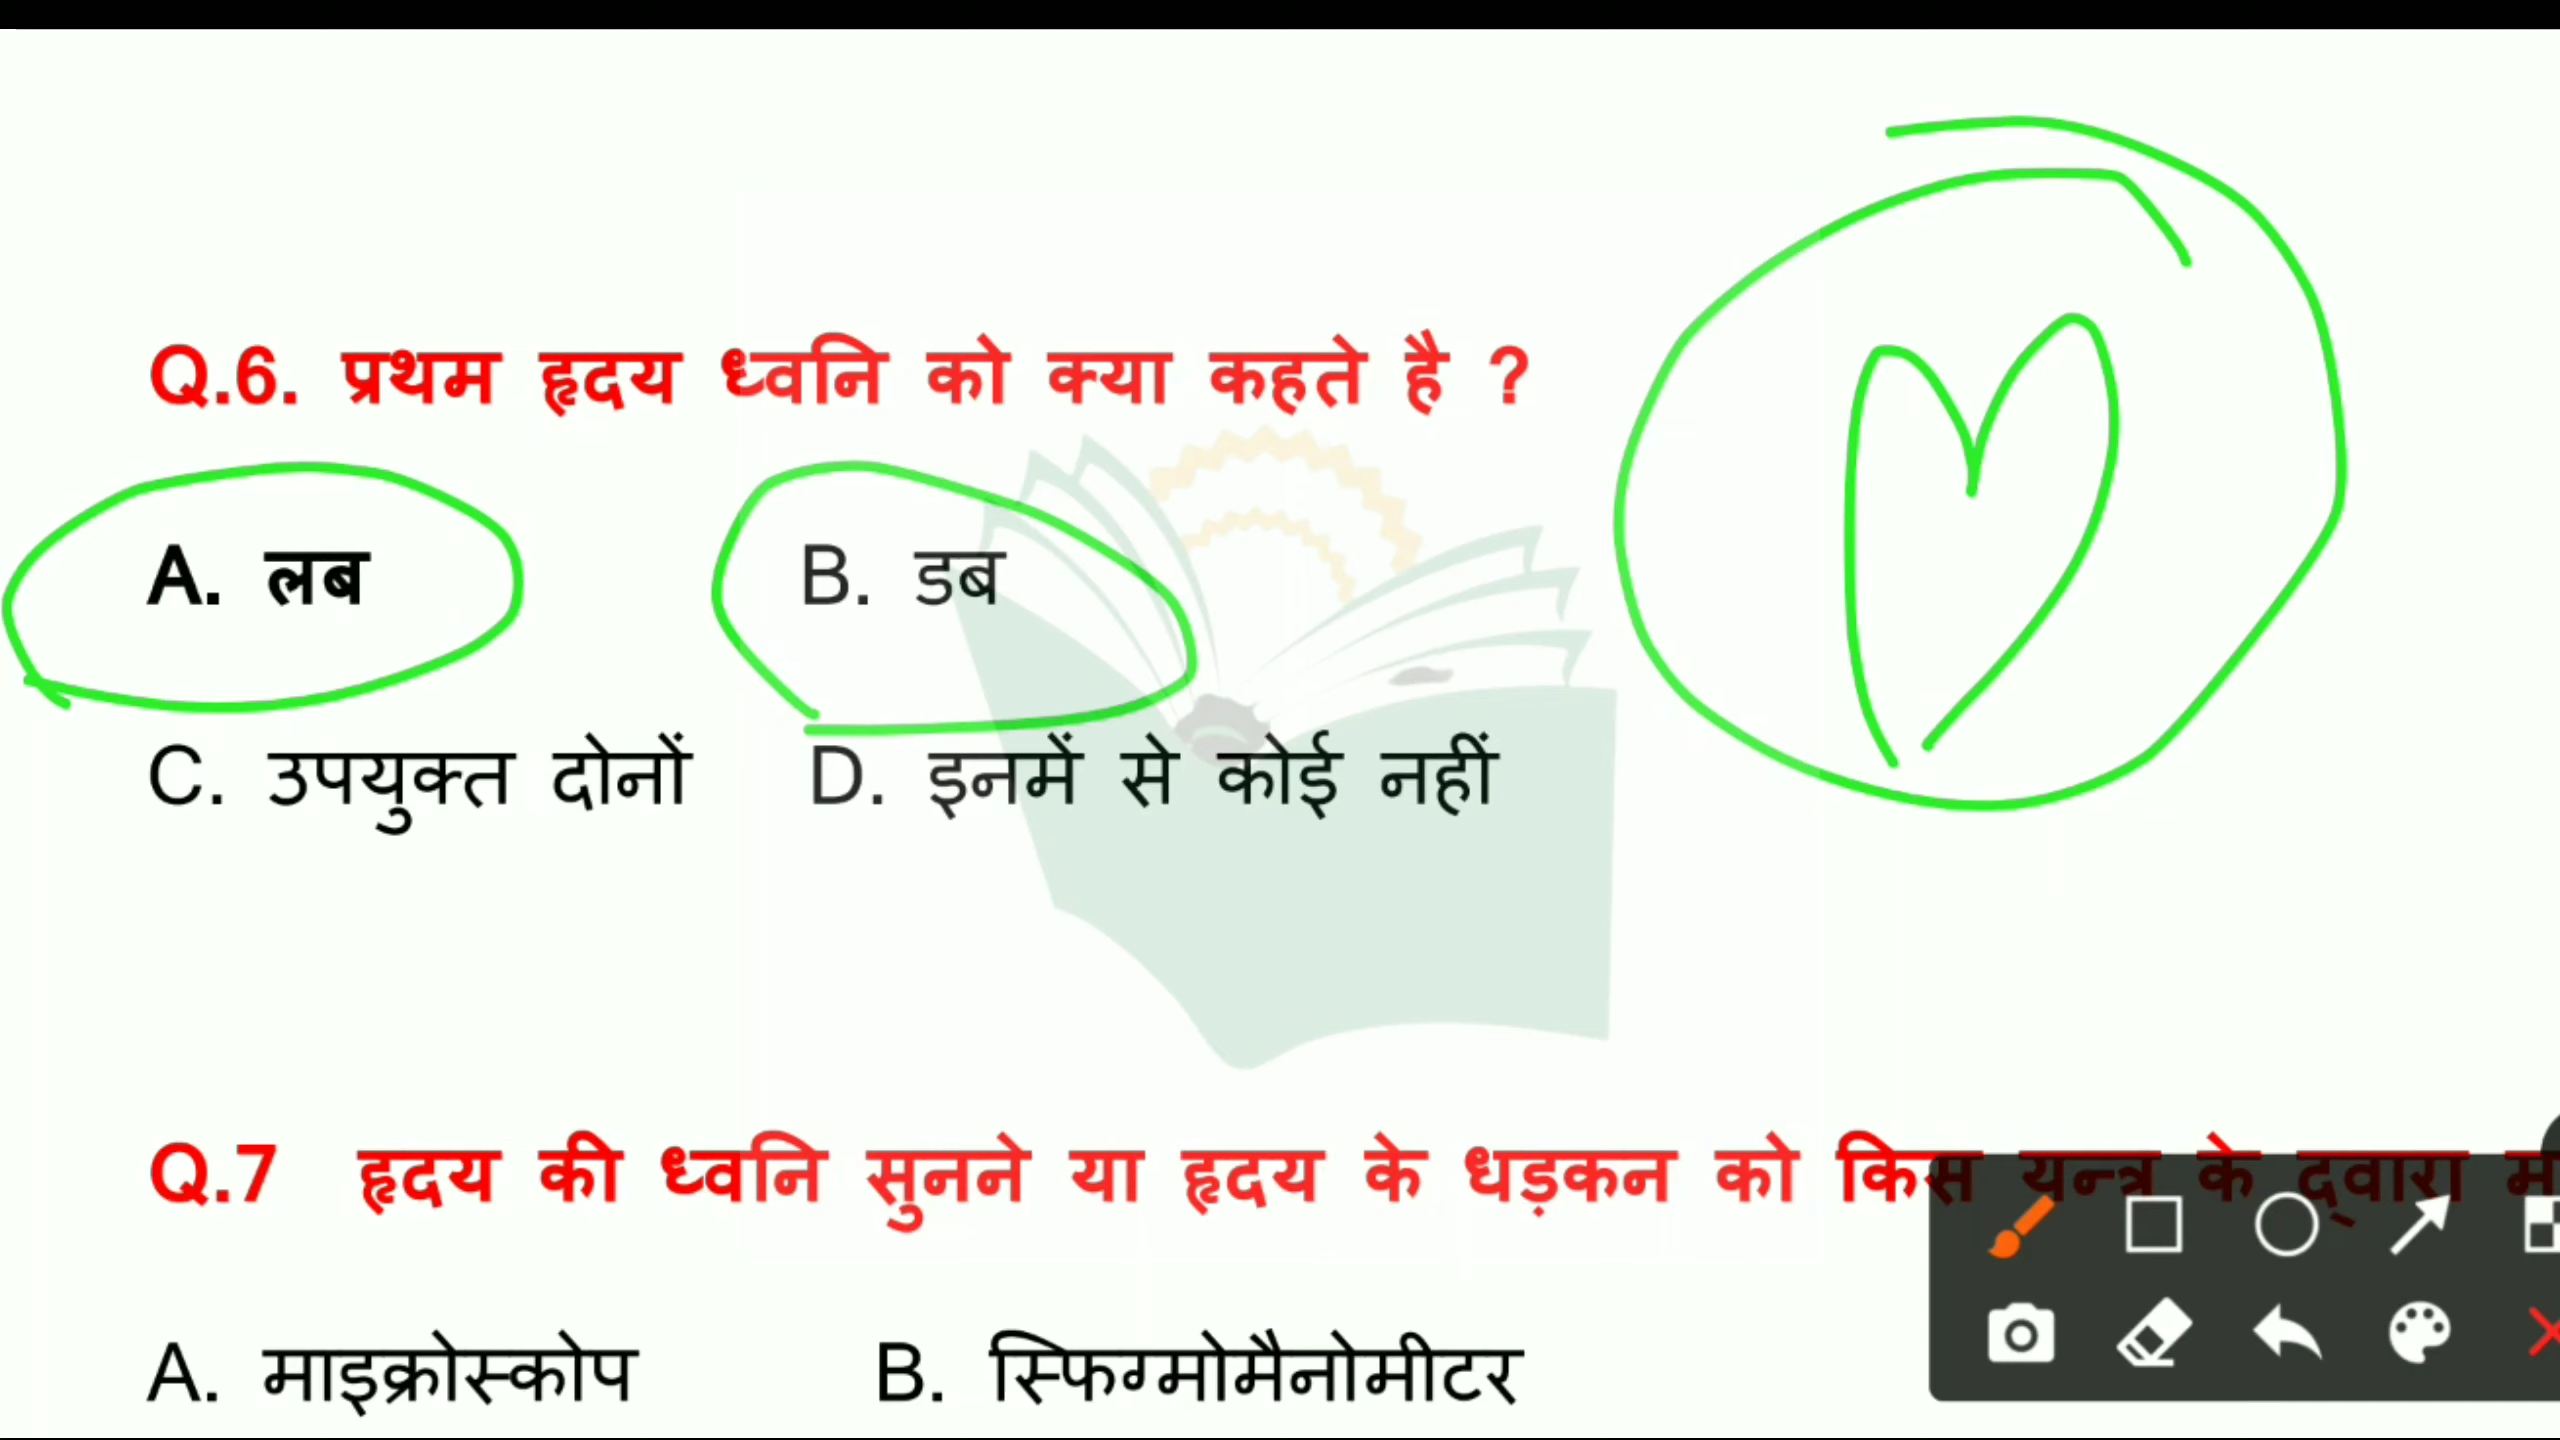 Q.6. प्रथम हृदय ध्वनि को क्या कहते है ?
A. लब B. डब
C. उपयुक्त दोनों D. इनमें से कोई नहीं
Q.7 हृदय की ध्वनि सुनने या हृदय के धड़कन को किस यन्त्र के द्वारा
A. माइक्रोस्कोप B. स्फिग्मोमैनोमीटर